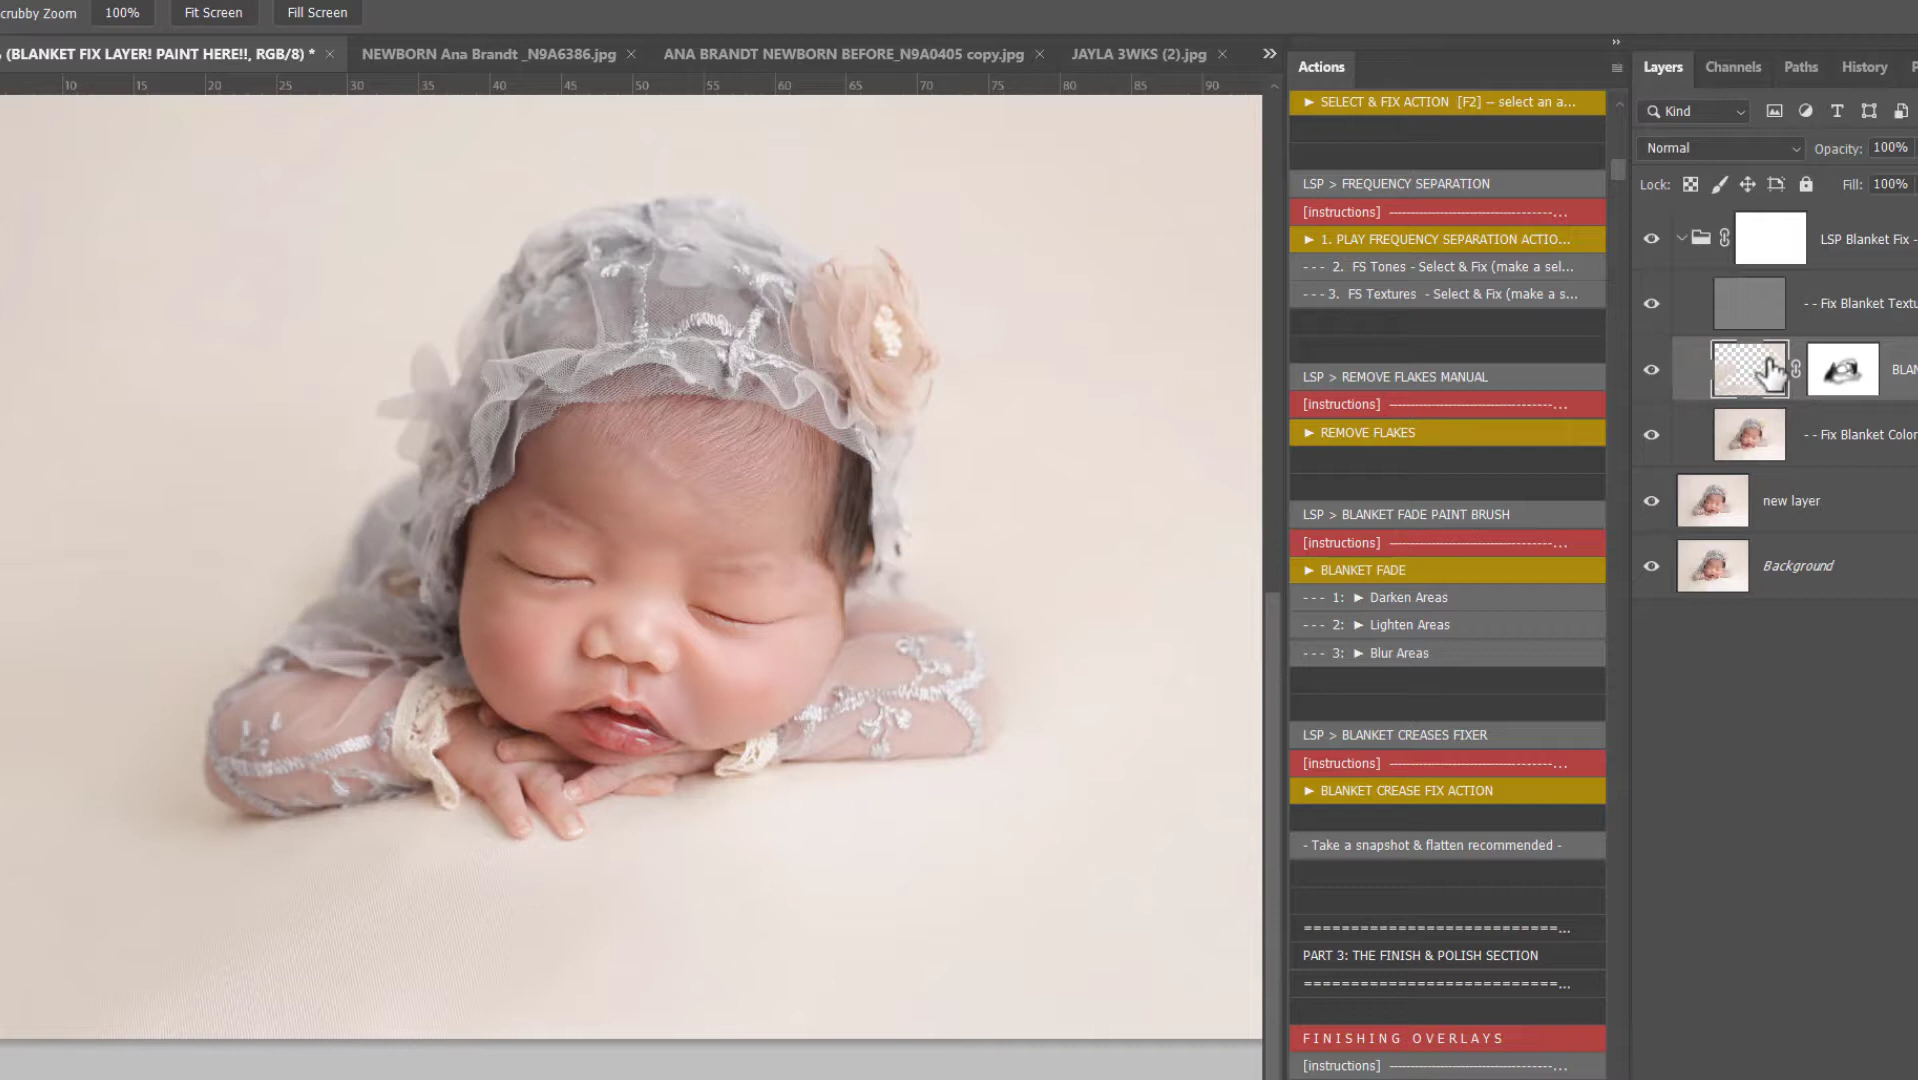 crubby Zoom 100% Fit Screen Fill Screen
(BLANKET FIX LAYER! PAINT HERE!!, RGB/8) * × NEWBORN Ana Brandt _N9A6386.jpg × ANA BRANDT NEWBORN BEFORE_N9A0405 copy.jpg × JAYLA 3WKS (2).jpg × »
10 15 20 25 30 35 40 45 50 55 60 65 70 75 80 85 90
Actions
► SELECT & FIX ACTION [F2] -- select an a...
LSP > FREQUENCY SEPARATION
[instructions] ----------------------------...
► 1. PLAY FREQUENCY SEPARATION ACTIO...
- - - 2. FS Tones - Select & Fix (make a sel...
- - - 3. FS Textures - Select & Fix (make a s...
LSP > REMOVE FLAKES MANUAL
[instructions] ----------------------------...
► REMOVE FLAKES
LSP > BLANKET FADE PAINT BRUSH
[instructions] ----------------------------...
► BLANKET FADE
- - - 1: ► Darken Areas
- - - 2: ► Lighten Areas
- - - 3: ► Blur Areas
LSP > BLANKET CREASES FIXER
[instructions] ----------------------------...
► BLANKET CREASE FIX ACTION
- Take a snapshot & flatten recommended -
==========================...
PART 3: THE FINISH & POLISH SECTION
==========================...
F I N I S H I N G  O V E R L A Y S
[instructions] ----------------------------...
Layers Channels Paths History P
Kind
Normal Opacity: 100%
Lock: Fill: 100%
LSP Blanket Fix -
- - Fix Blanket Textu
BLAN
- - Fix Blanket Color
new layer
Background